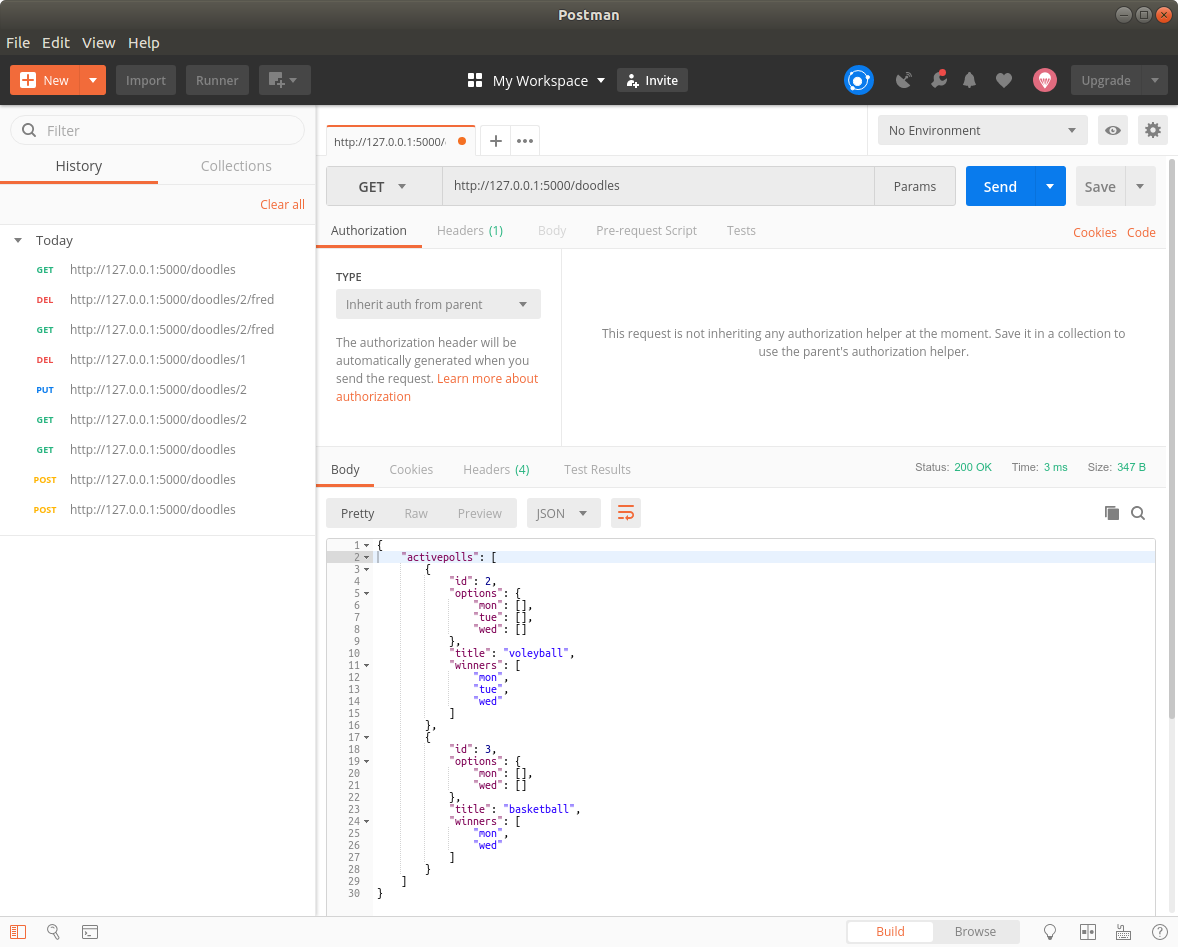 Postman
File Edit View Help
New Import Runner My Workspace Invite Upgrade
Filter
History Collections
Clear all
Today
GET http://127.0.0.1:5000/doodles
DEL http://127.0.0.1:5000/doodles/2/fred
GET http://127.0.0.1:5000/doodles/2/fred
DEL http://127.0.0.1:5000/doodles/1
PUT http://127.0.0.1:5000/doodles/2
GET http://127.0.0.1:5000/doodles/2
GET http://127.0.0.1:5000/doodles
POST http://127.0.0.1:5000/doodles
POST http://127.0.0.1:5000/doodles
http://127.0.0.1:5000/
No Environment
GET http://127.0.0.1:5000/doodles Params Send Save
Authorization Headers (1) Body Pre-request Script Tests Cookies Code
TYPE
Inherit auth from parent
The authorization header will be
automatically generated when you
send the request. Learn more about
authorization
This request is not inheriting any authorization helper at the moment. Save it in a collection to
use the parent's authorization helper.
Body Cookies Headers (4) Test Results Status: 200 OK Time: 3 ms Size: 347 B
Pretty Raw Preview JSON
1 {
2 "activepolls": [
3 {
4 "id": 2,
5 "options": {
6 "mon": [],
7 "tue": [],
8 "wed": []
9 },
10 "title": "voleyball",
11 "winners": [
12 "mon",
13 "tue",
14 "wed"
15 ]
16 },
17 {
18 "id": 3,
19 "options": {
20 "mon": [],
21 "wed": []
22 },
23 "title": "basketball",
24 "winners": [
25 "mon",
26 "wed"
27 ]
28 }
29 ]
30 }
Build Browse